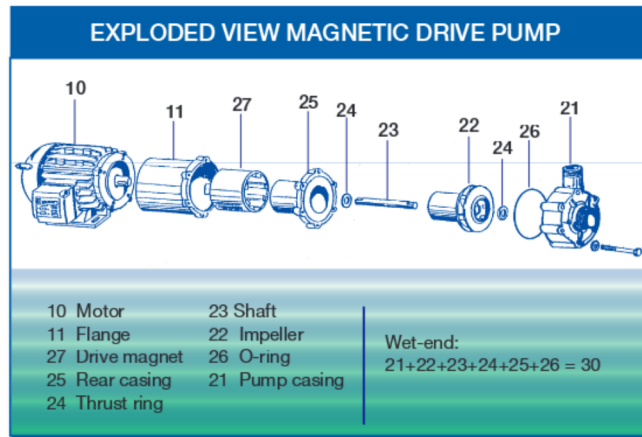 EXPLODED VIEW MAGNETIC DRIVE PUMP
10
11
27
25
24
23
22
24
26
21
10 Motor
11 Flange
27 Drive magnet
25 Rear casing
24 Thrust ring
23 Shaft
22 Impeller
26 O-ring
21 Pump casing
Wet-end:
21+22+23+24+25+26 = 30